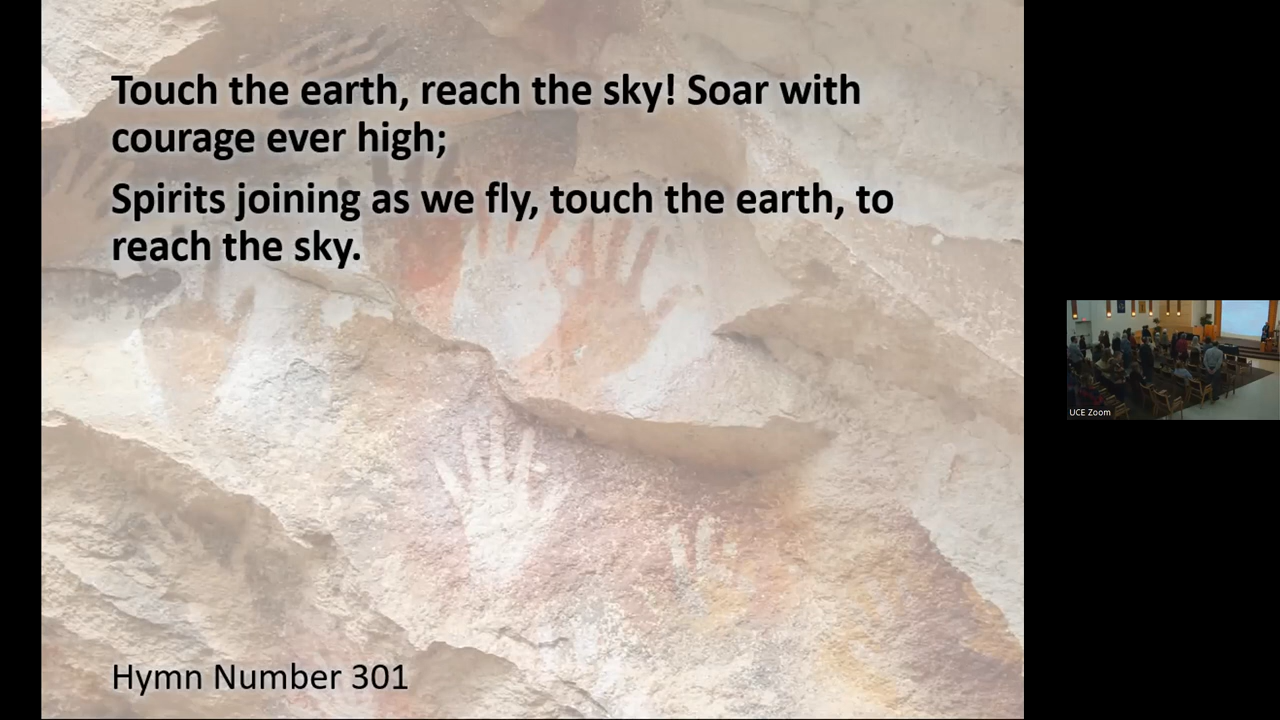 Touch the earth, reach the sky! Soar with
courage ever high;
Spirits joining as we fly, touch the earth, to
reach the sky.
UCE Zoom
Hymn Number 301